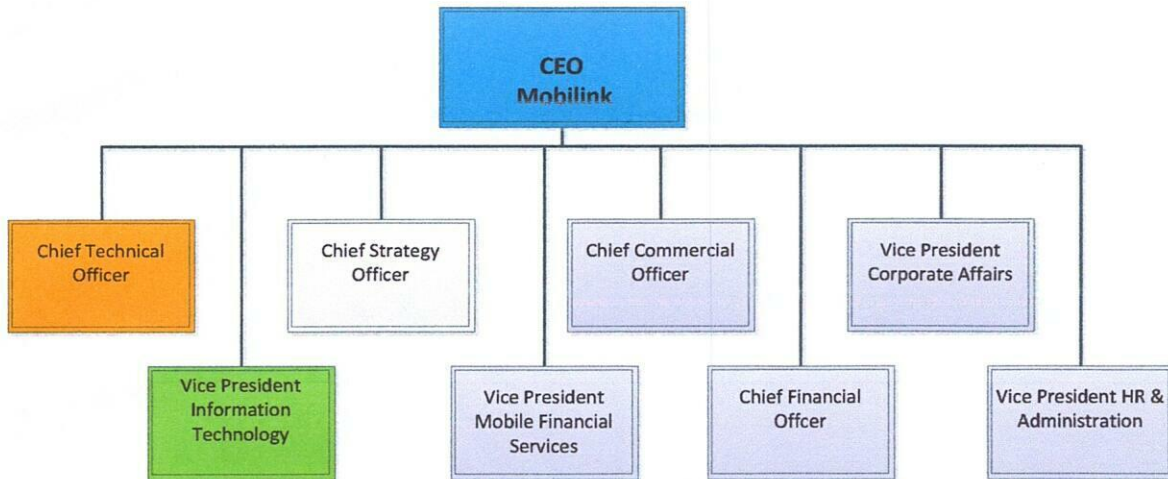 CEO
Mobilink
Chief Technical
Officer
Chief Strategy
Officer
Chief Commercial
Officer
Vice President
Corporate Affairs
Vice President
Information
Technology
Vice President
Mobile Financial
Services
Chief Financial
Offcer
Vice President HR &
Administration